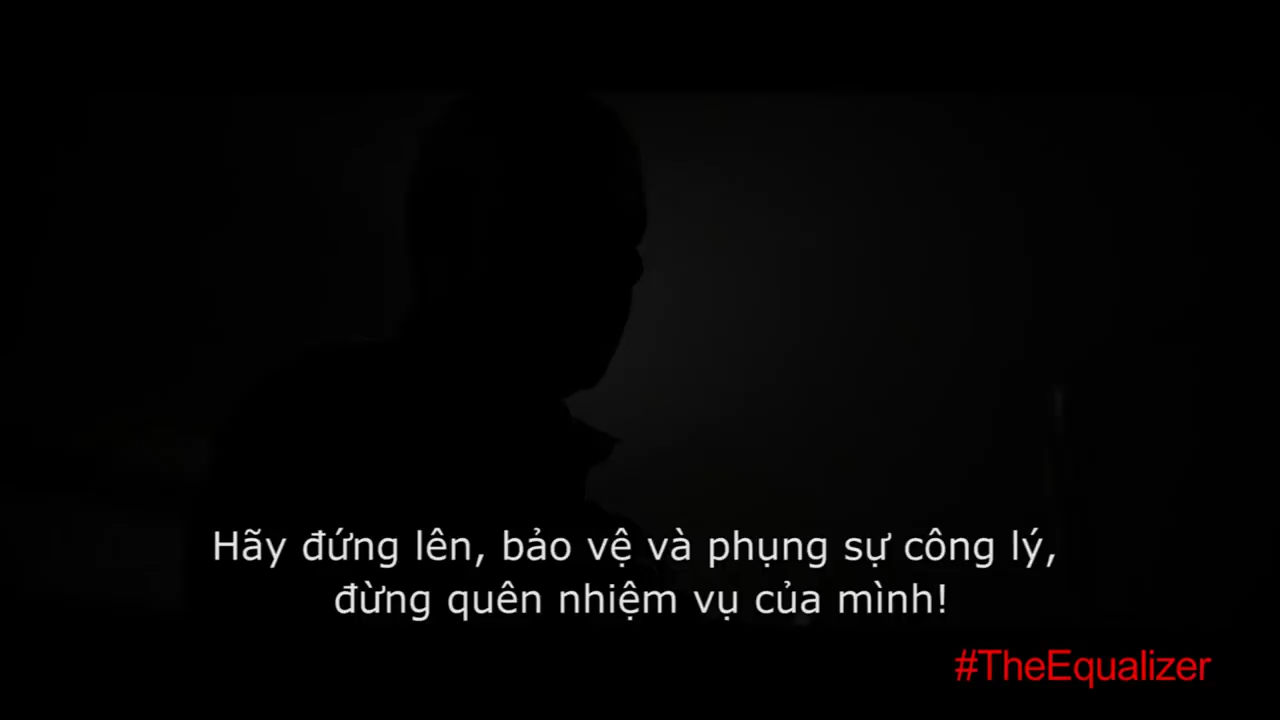 Hãy đứng lên, bảo vệ và phụng sự công lý,
đừng quên nhiệm vụ của mình!
#TheEqualizer